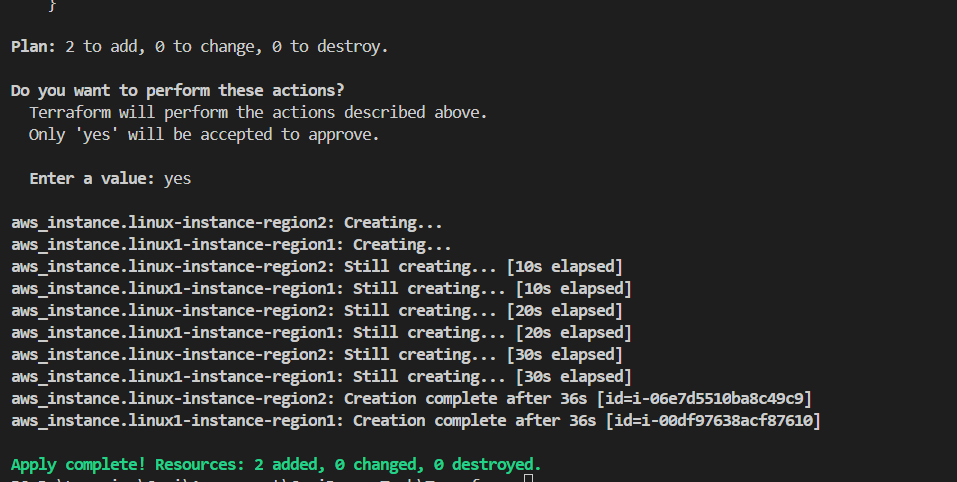 }
Plan: 2 to add, 0 to change, 0 to destroy.
Do you want to perform these actions?
Terraform will perform the actions described above.
Only 'yes' will be accepted to approve.
Enter a value: yes
aws_instance.linux-instance-region2: Creating...
aws_instance.linux1-instance-region1: Creating...
aws_instance.linux-instance-region2: Still creating... [10s elapsed]
aws_instance.linux1-instance-region1: Still creating... [10s elapsed]
aws_instance.linux-instance-region2: Still creating... [20s elapsed]
aws_instance.linux1-instance-region1: Still creating... [20s elapsed]
aws_instance.linux-instance-region2: Still creating... [30s elapsed]
aws_instance.linux1-instance-region1: Still creating... [30s elapsed]
aws_instance.linux-instance-region2: Creation complete after 36s [id=i-06e7d5510ba8c49c9]
aws_instance.linux1-instance-region1: Creation complete after 36s [id=i-00df97638acf87610]
Apply complete! Resources: 2 added, 0 changed, 0 destroyed.